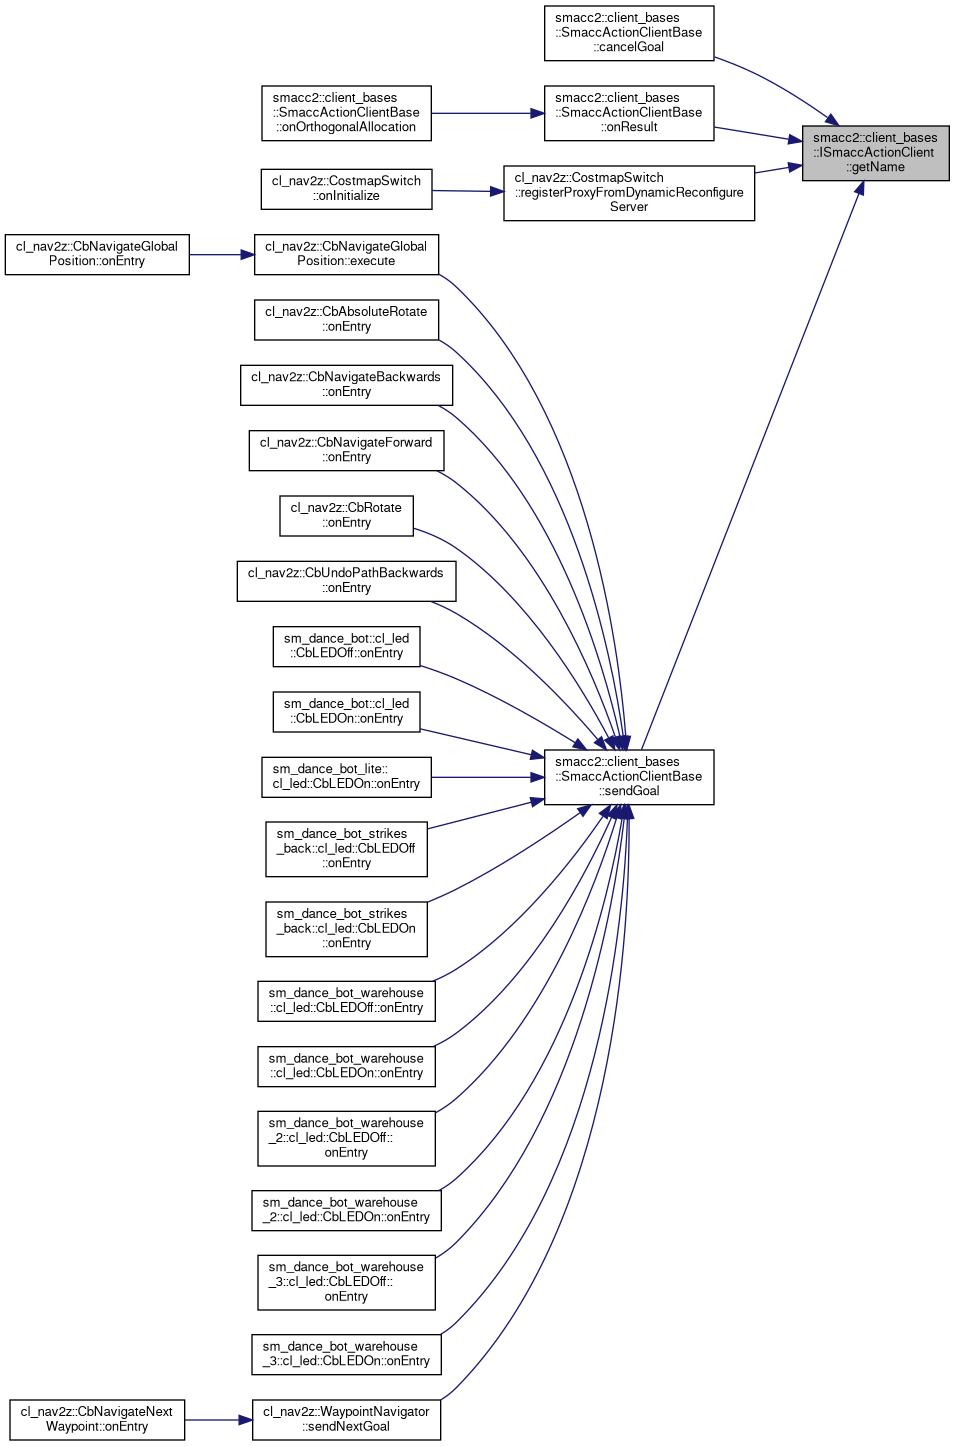 smacc2::client_bases
::SmaccActionClientBase
::cancelGoal
smacc2::client_bases
::SmaccActionClientBase
::onOrthogonalAllocation
smacc2::client_bases
::SmaccActionClientBase
::onResult
smacc2::client_bases
::ISmaccActionClient
::getName
cl_nav2z::CostmapSwitch
::onInitialize
cl_nav2z::CostmapSwitch
::registerProxyFromDynamicReconfigure
Server
cl_nav2z::CbNavigateGlobal
Position::onEntry
cl_nav2z::CbNavigateGlobal
Position::execute
cl_nav2z::CbAbsoluteRotate
::onEntry
cl_nav2z::CbNavigateBackwards
::onEntry
cl_nav2z::CbNavigateForward
::onEntry
cl_nav2z::CbRotate
::onEntry
cl_nav2z::CbUndoPathBackwards
::onEntry
sm_dance_bot::cl_led
::CbLEDOff::onEntry
sm_dance_bot::cl_led
::CbLEDOn::onEntry
smacc2::client_bases
::SmaccActionClientBase
::sendGoal
sm_dance_bot_lite::
cl_led::CbLEDOn::onEntry
sm_dance_bot_strikes
_back::cl_led::CbLEDOff
::onEntry
sm_dance_bot_strikes
_back::cl_led::CbLEDOn
::onEntry
sm_dance_bot_warehouse
::cl_led::CbLEDOff::onEntry
sm_dance_bot_warehouse
::cl_led::CbLEDOn::onEntry
sm_dance_bot_warehouse
_2::cl_led::CbLEDOff::
onEntry
sm_dance_bot_warehouse
_2::cl_led::CbLEDOn::onEntry
sm_dance_bot_warehouse
_3::cl_led::CbLEDOff::
onEntry
sm_dance_bot_warehouse
_3::cl_led::CbLEDOn::onEntry
cl_nav2z::CbNavigateNext
Waypoint::onEntry
cl_nav2z::WaypointNavigator
::sendNextGoal